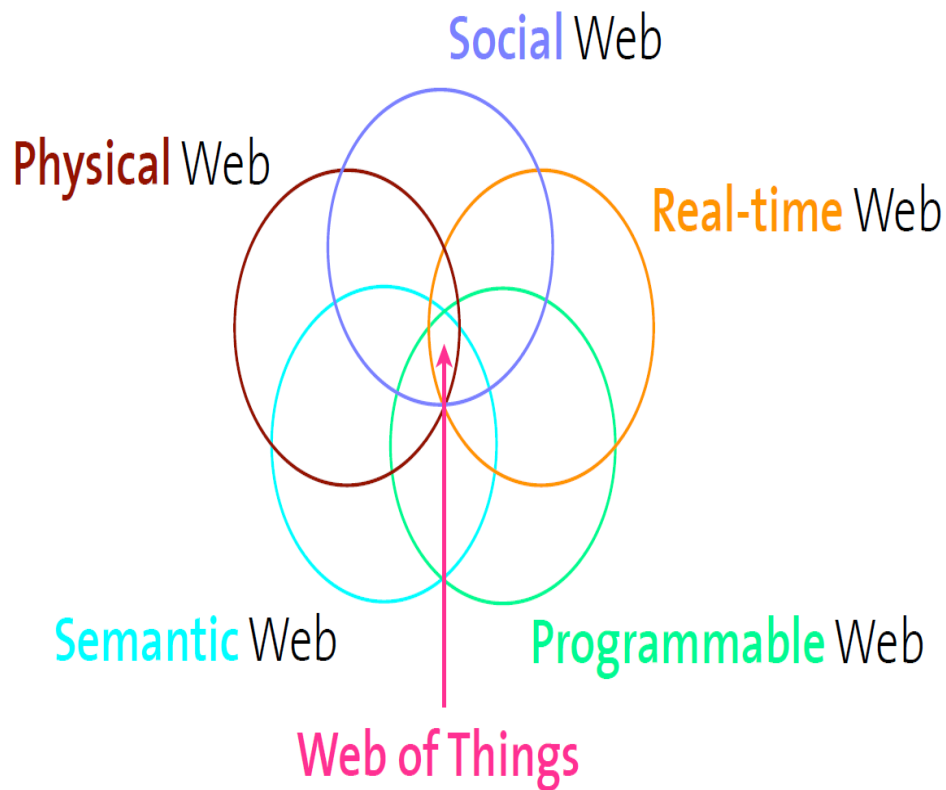 Social Web
Physical Web
Real-time Web
Semantic Web
Programmable Web
Web of Things